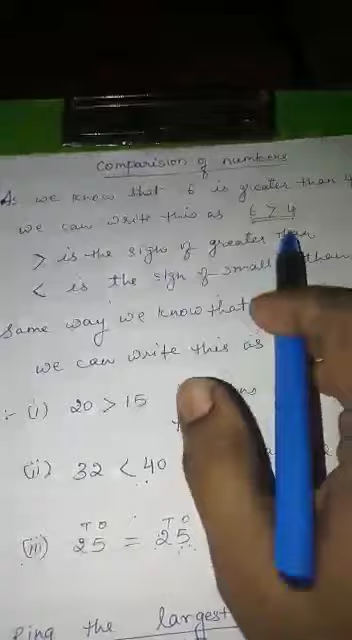 Comparision of numbers
As we know that 6 is greater than 4
we can write this as 6 > 4
> is the sign of greater than
< is the sign of small than
Same way we know that
we can write this as
:- (i) 20 > 15
(ii) 32 < 40
T O T O
(iii) 25 = 25
ring the largest